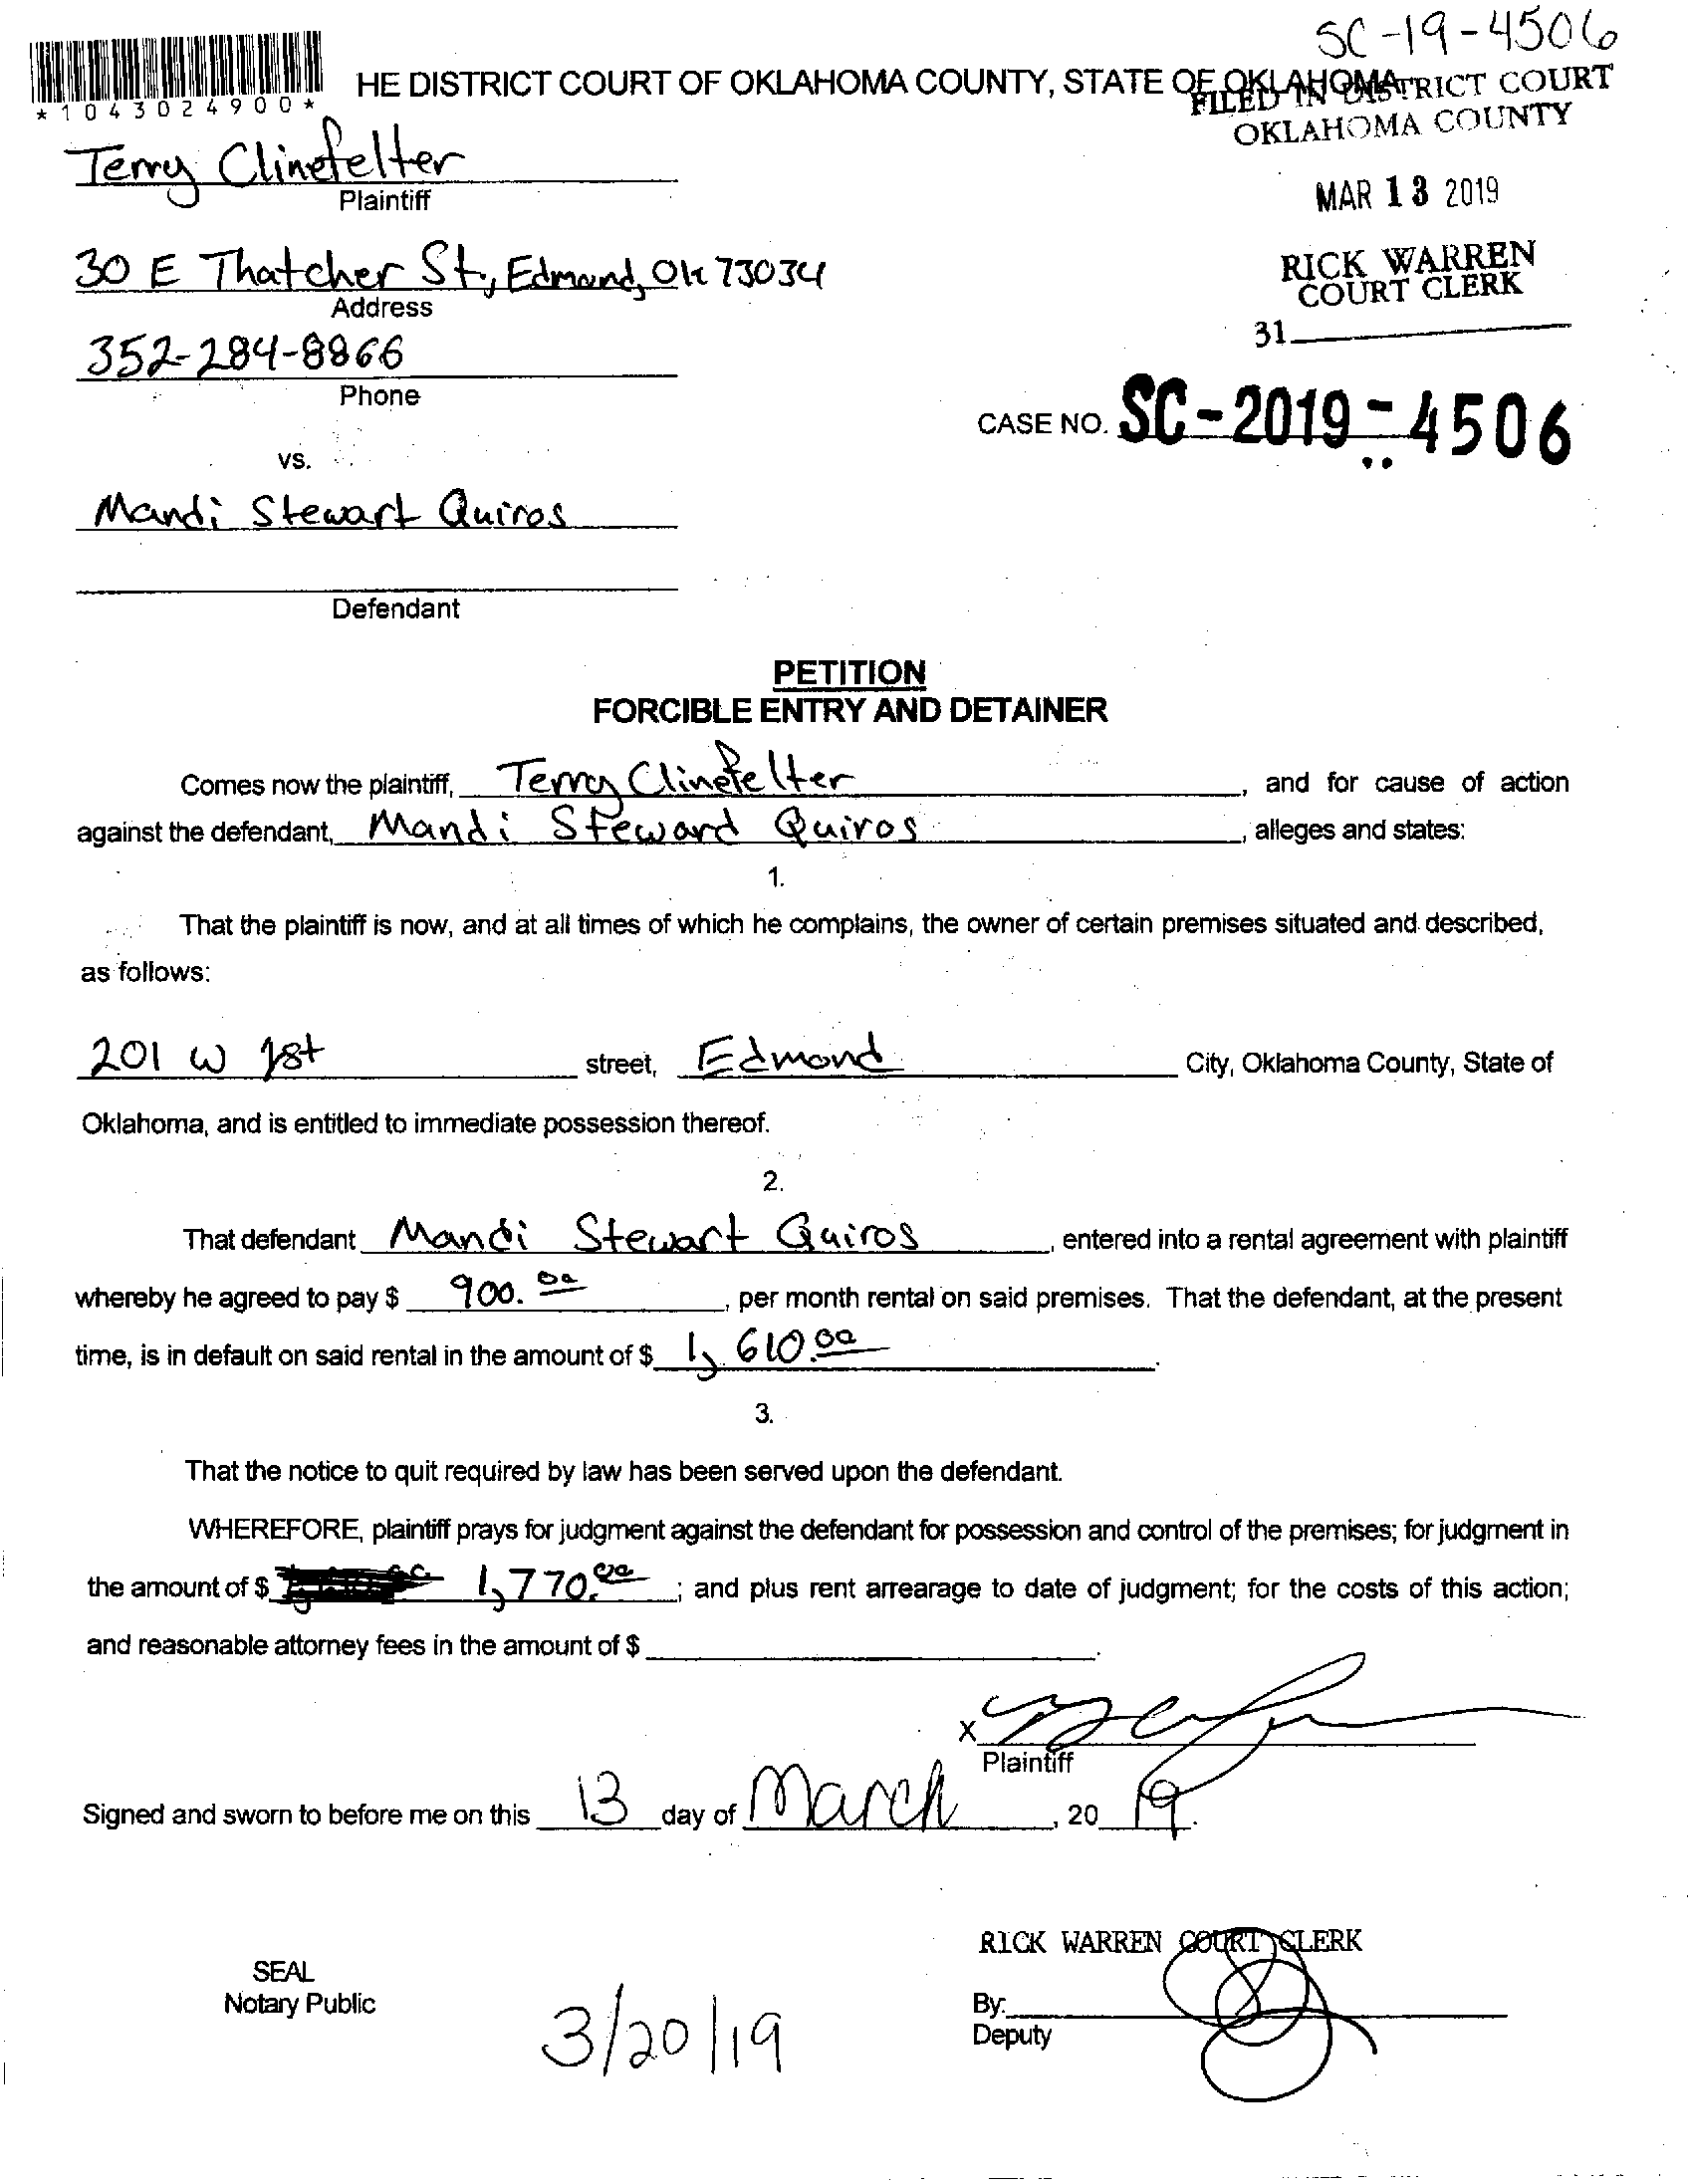 SC-19-4506
*1043024900*
HE DISTRICT COURT OF OKLAHOMA COUNTY, STATE OF OKLAHOMA
FILED IN DISTRICT COURT
OKLAHOMA COUNTY
Terry Clinefelter
Plaintiff
MAR 13 2019
30 E Thatcher St., Edmond, OK 73034
Address
RICK WARREN
COURT CLERK
31
352-284-8866
Phone
CASE NO. SC-2019-4506
vs.
Mandi Stewart Quiros
Defendant
PETITION
FORCIBLE ENTRY AND DETAINER
Comes now the plaintiff, Terry Clinefelter, and for cause of action
against the defendant, Mandi Steward Quiros, alleges and states:
1.
That the plaintiff is now, and at all times of which he complains, the owner of certain premises situated and described,
as follows:
201 W 1st street, Edmond City, Oklahoma County, State of
Oklahoma, and is entitled to immediate possession thereof.
2.
That defendant Mandi Stewart Quiros, entered into a rental agreement with plaintiff
whereby he agreed to pay $ 900.00, per month rental on said premises. That the defendant, at the present
time, is in default on said rental in the amount of $ 1,610.00.
3.
That the notice to quit required by law has been served upon the defendant.
WHEREFORE, plaintiff prays for judgment against the defendant for possession and control of the premises; for judgment in
the amount of $ 1,770.00; and plus rent arrearage to date of judgment; for the costs of this action;
and reasonable attorney fees in the amount of $ .
X
Plaintiff
Signed and sworn to before me on this 13 day of March, 2019.
RICK WARREN COURT CLERK
SEAL
Notary Public
By:
Deputy
3/20/19